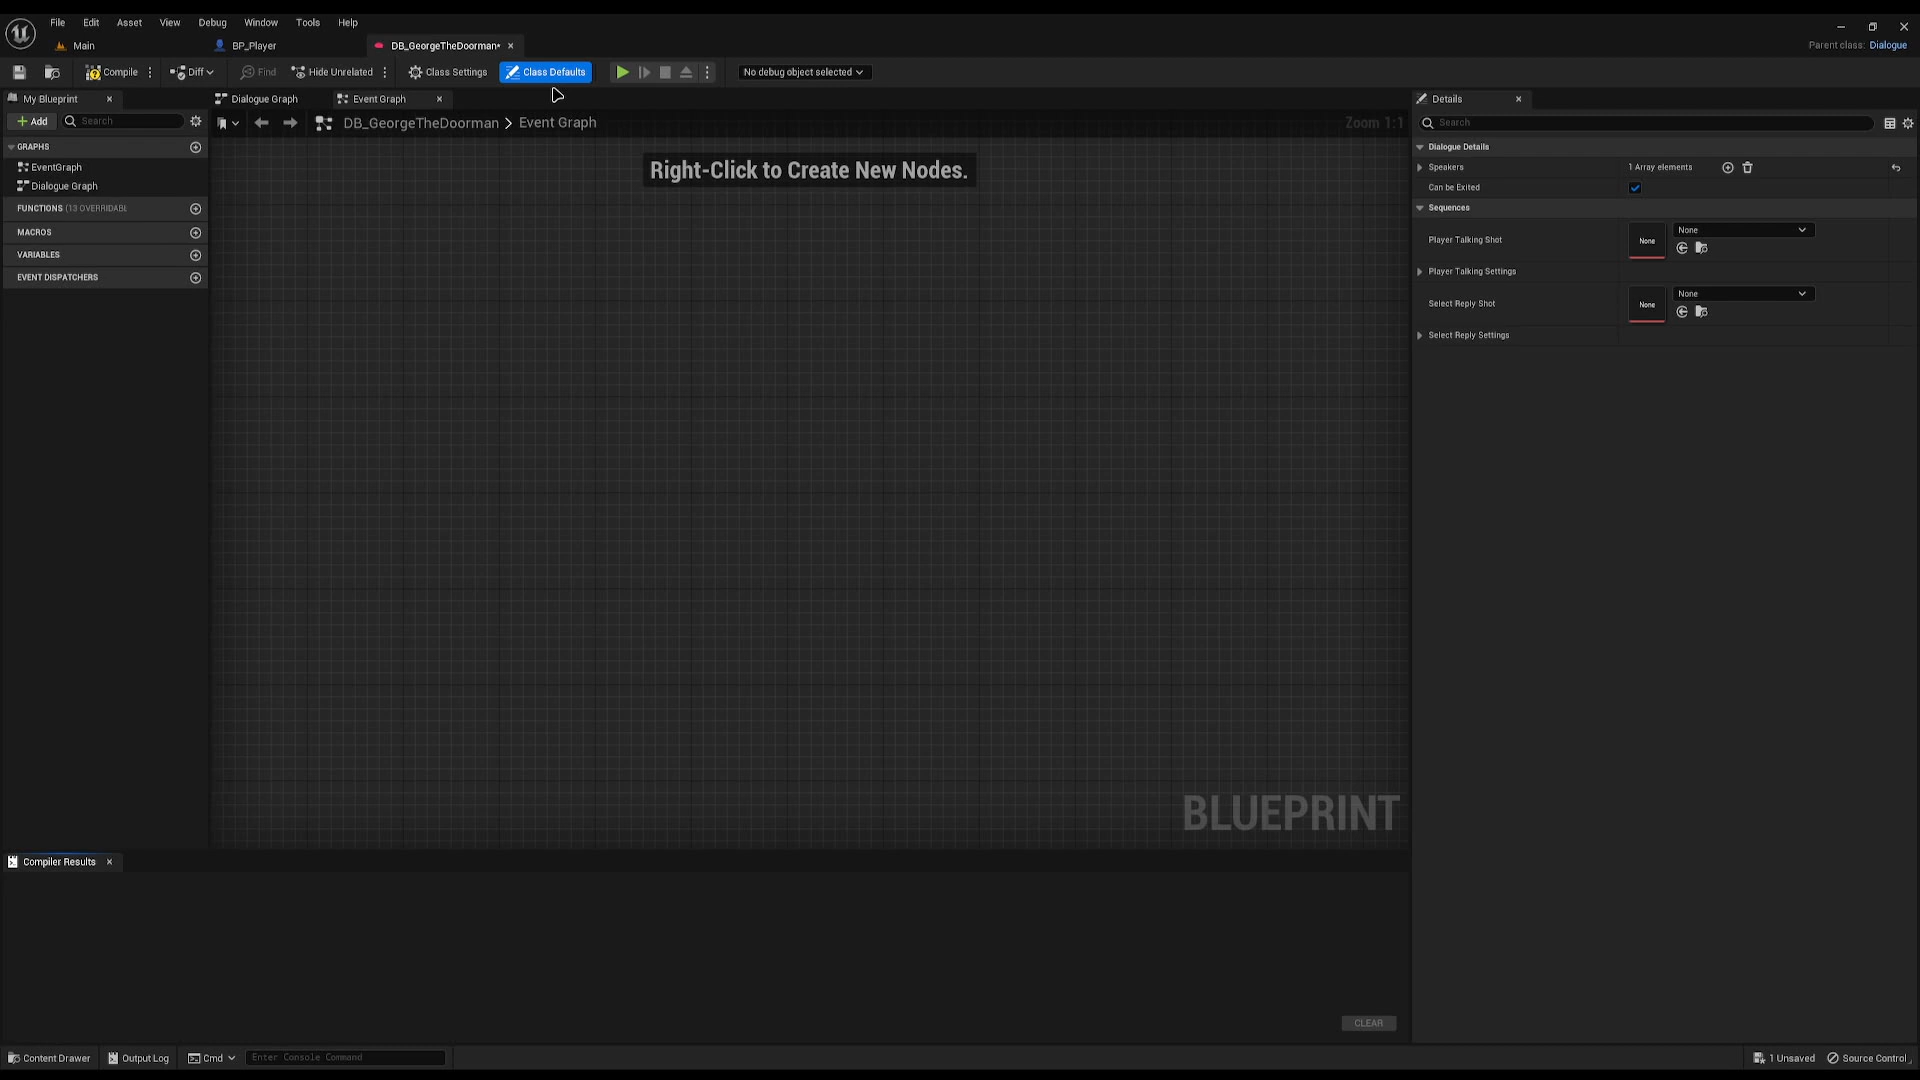 File Edit Asset View Debug Window Tools Help
Main BP_Player DB_GeorgeTheDoorman* Parent class: Dialogue
Compile Diff Find Hide Unrelated Class Settings Class Defaults No debug object selected
My Blueprint Dialogue Graph Event Graph Details
+ Add Search DB_GeorgeTheDoorman > Event Graph Zoom 1:1 Search
GRAPHS
EventGraph
Dialogue Graph
FUNCTIONS (13 OVERRIDABL
MACROS
VARIABLES
EVENT DISPATCHERS
Right-Click to Create New Nodes.
BLUEPRINT
Dialogue Details
Speakers 1 Array elements
Can be Exited
Sequences
Player Talking Shot None None
Player Talking Settings
Select Reply Shot None None
Select Reply Settings
Compiler Results
CLEAR
Content Drawer Output Log Cmd Enter Console Command 1 Unsaved Source Control